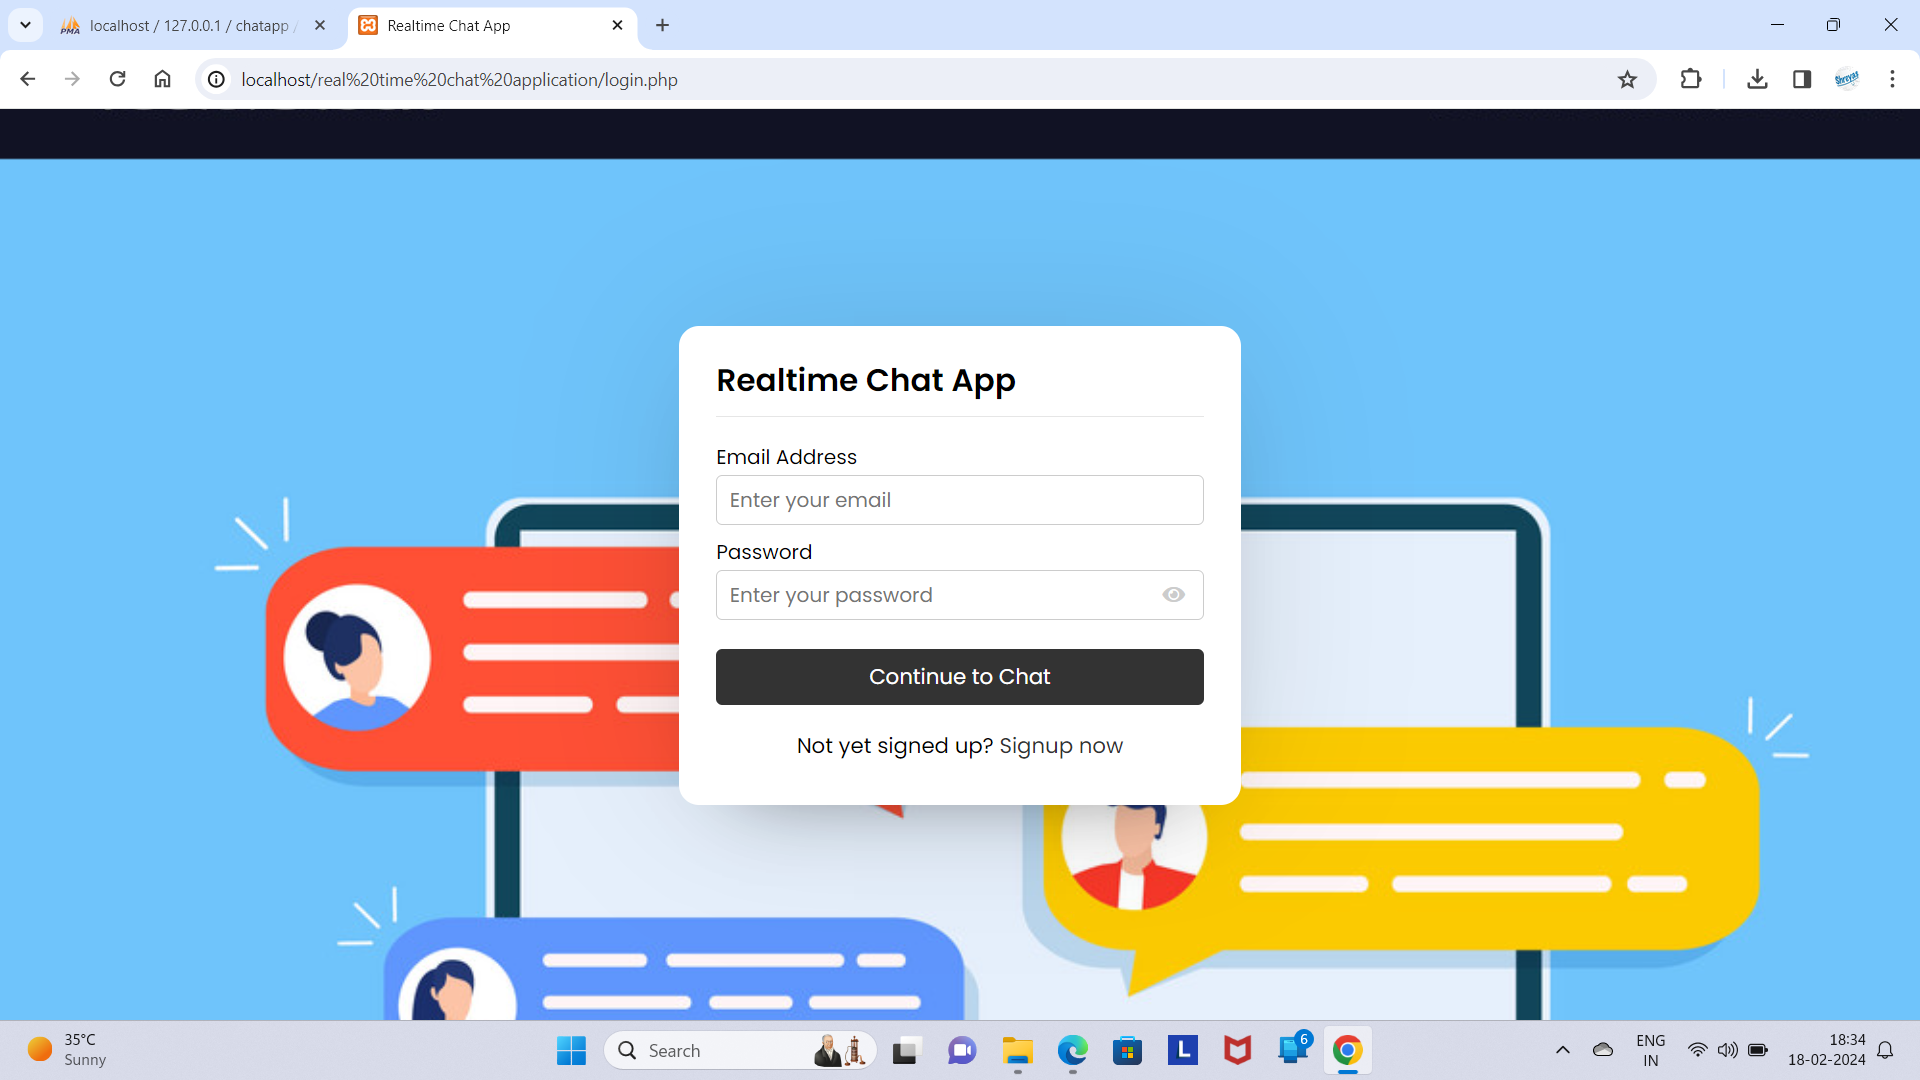 localhost / 127.0.0.1 / chatapp /
Realtime Chat App
localhost/real%20time%20chat%20application/login.php
Shreyas
Realtime Chat App
Email Address
Enter your email
Password
Enter your password
Continue to Chat
Not yet signed up? Signup now
35°C
Sunny
Search
L
6
ENG
IN
18:34
18-02-2024
PMA